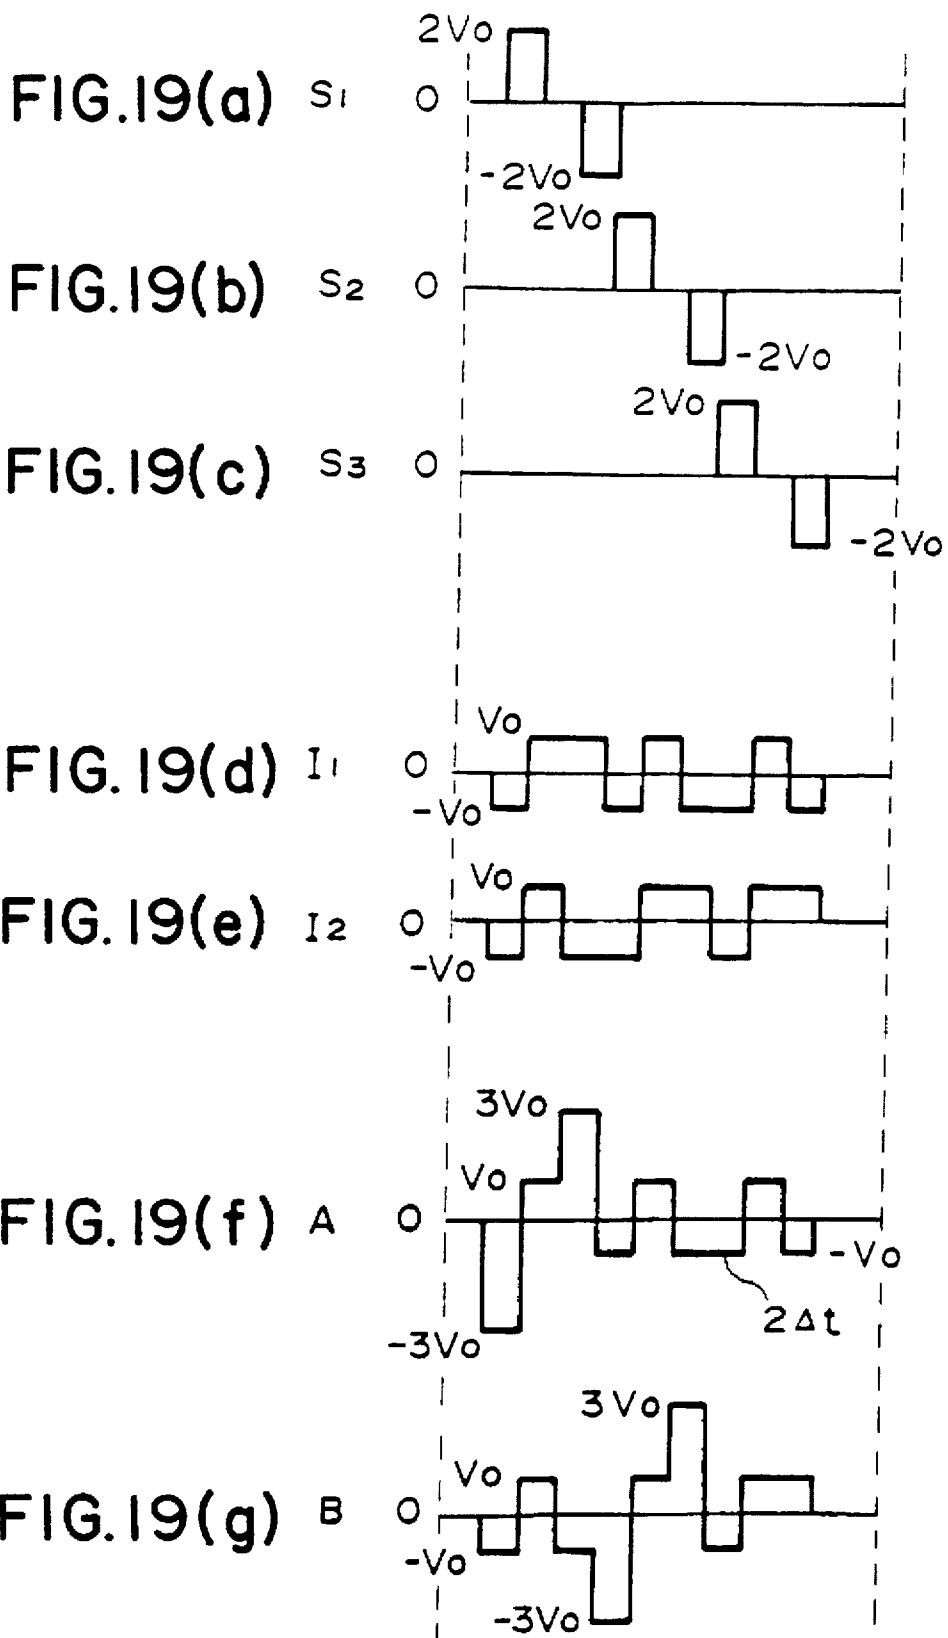 2Vo
FIG.19(a) S1 0
-2Vo
2Vo
FIG.19(b) S2 0
-2Vo
2Vo
FIG.19(c) S3 0
-2Vo
Vo
FIG.19(d) I1 0
-Vo
Vo
FIG.19(e) I2 0
-Vo
3Vo
Vo
FIG.19(f) A 0
-Vo
2Δt
-3Vo
3Vo
Vo
FIG.19(g) B 0
-Vo
-3Vo